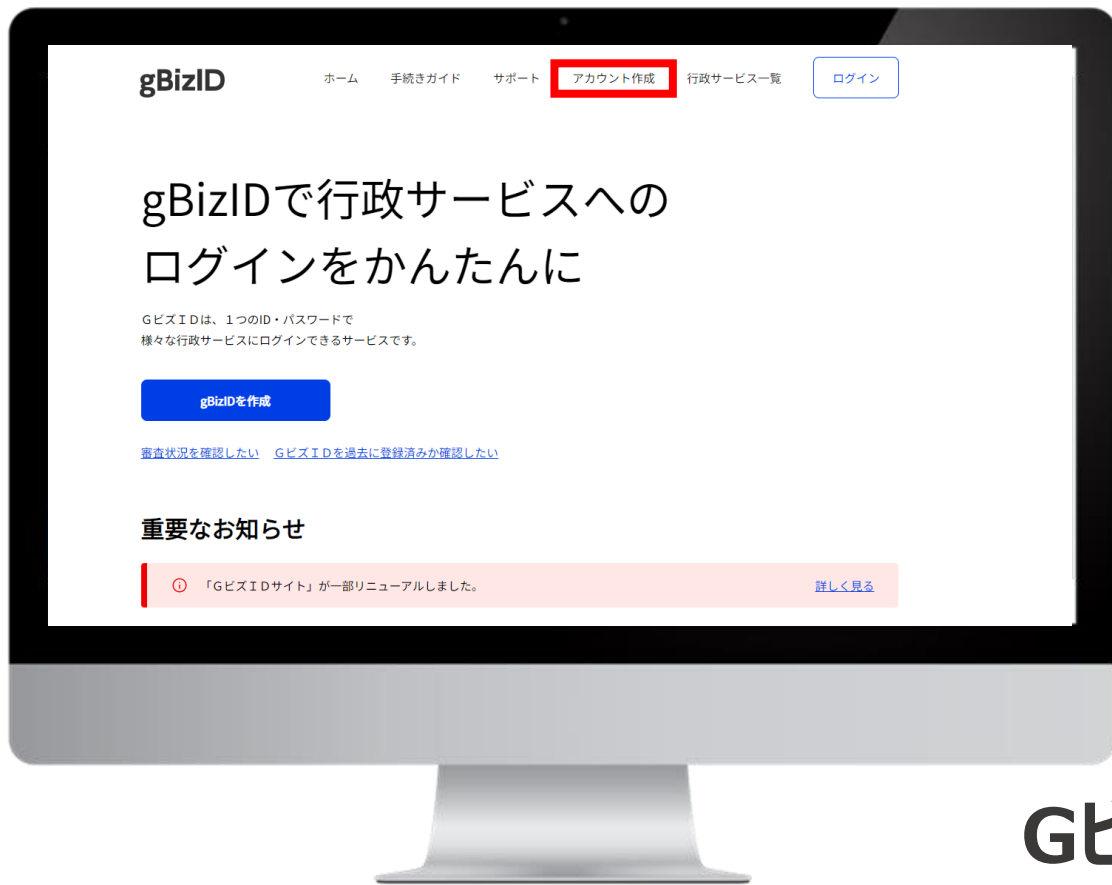 gBizID
ホーム 手続きガイド サポート アカウント作成 行政サービス一覧 ログイン
gBizIDで行政サービスへの
ログインをかんたんに
GビズIDは、1つのID・パスワードで
様々な行政サービスにログインできるサービスです。
gBizIDを作成
審査状況を確認したい GビズIDを過去に登録済みか確認したい
重要なお知らせ
「GビズIDサイト」が一部リニューアルしました。 詳しく見る
Gビ